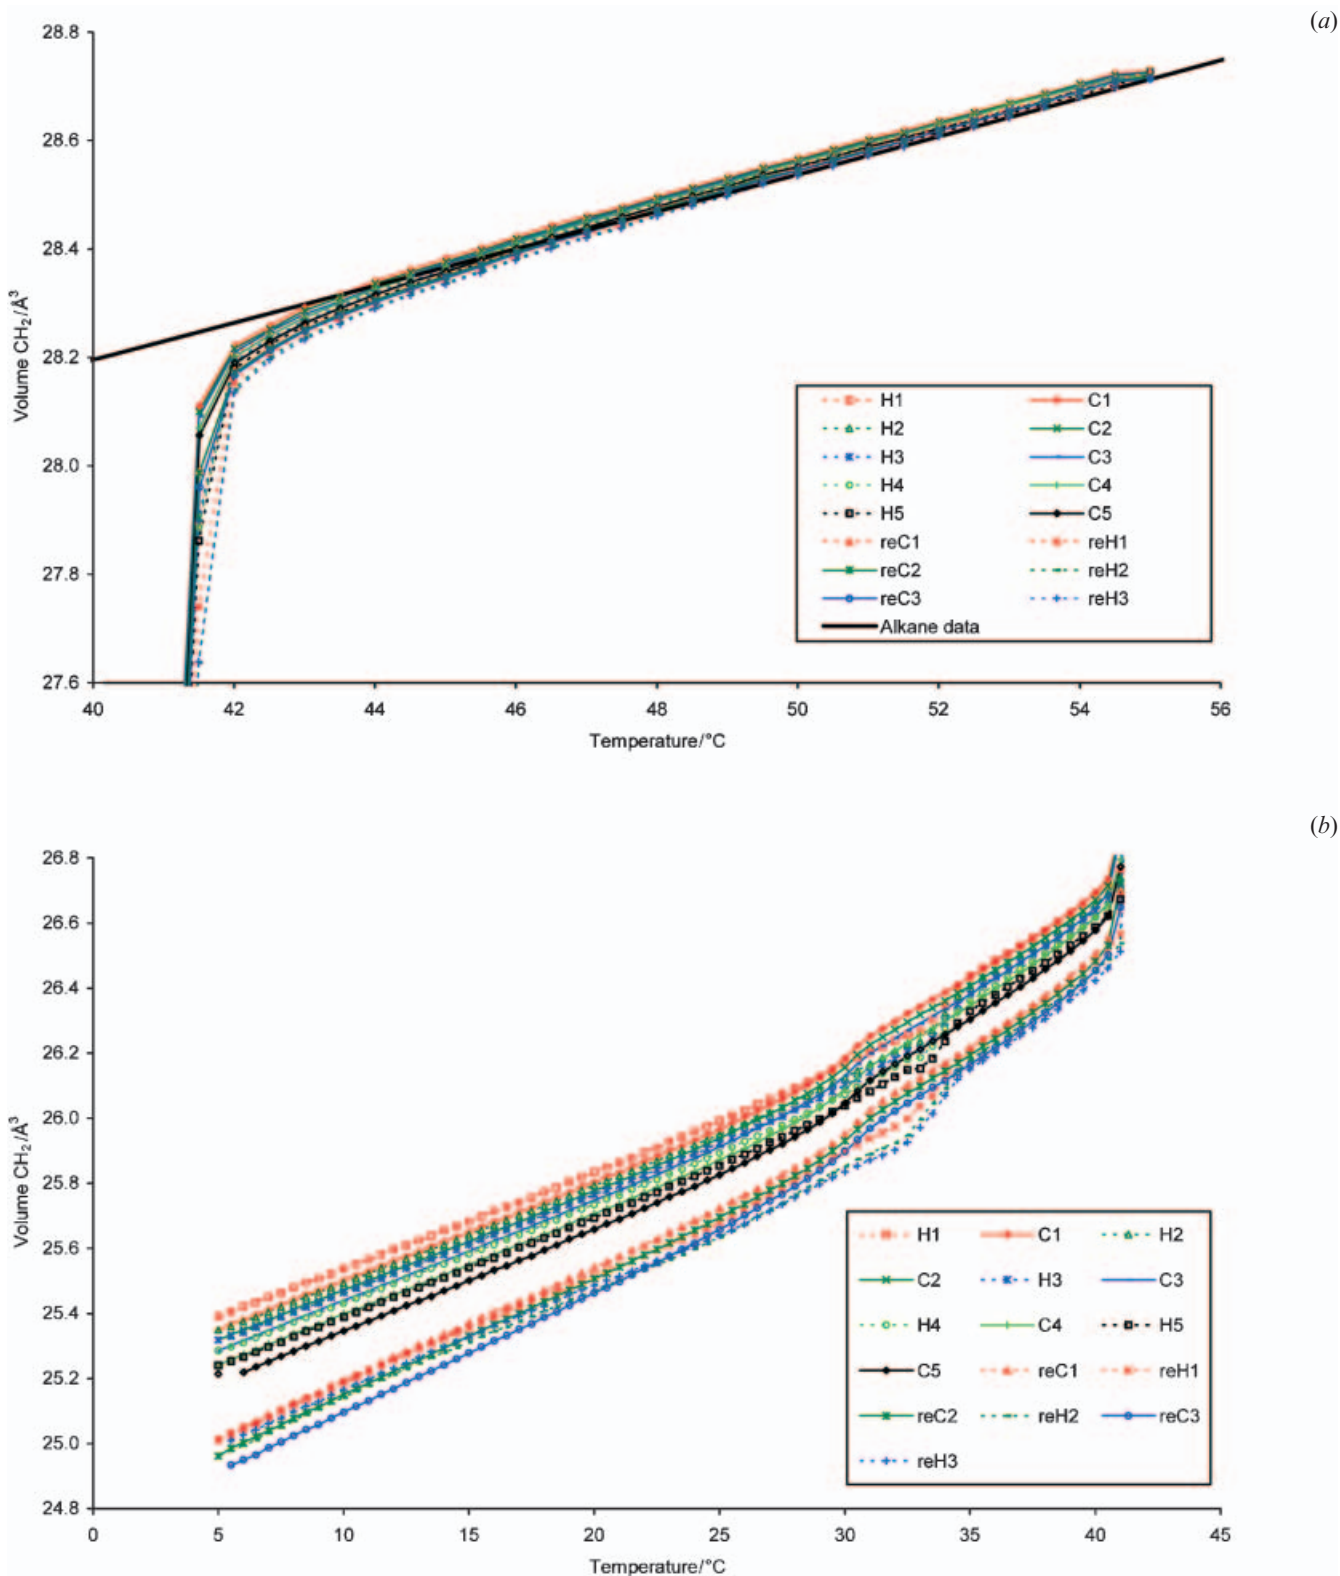 (a)
28.8
28.6
28.4
28.2
28.0
27.8
27.6
Volume CH₂/Å³
40 42 44 46 48 50 52 54 56
Temperature/°C
H1 C1
H2 C2
H3 C3
H4 C4
H5 C5
reC1 reH1
reC2 reH2
reC3 reH3
Alkane data
(b)
26.8
26.6
26.4
26.2
26.0
25.8
25.6
25.4
25.2
25.0
24.8
Volume CH₂/Å³
0 5 10 15 20 25 30 35 40 45
Temperature/°C
H1 C1 H2
C2 H3 C3
H4 C4 H5
C5 reC1 reH1
reC2 reH2 reC3
reH3